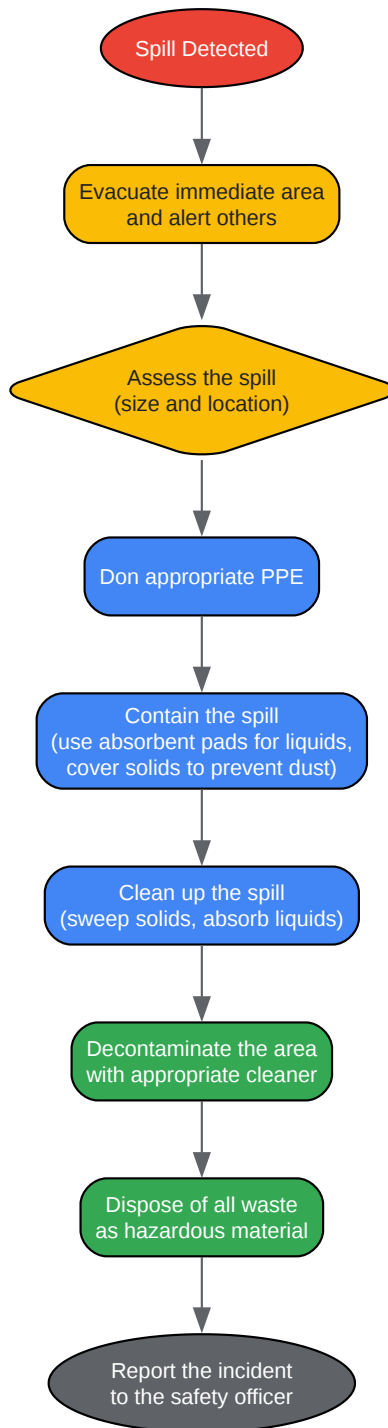 Spill Detected
Evacuate immediate area
and alert others
Assess the spill
(size and location)
Don appropriate PPE
Contain the spill
(use absorbent pads for liquids,
cover solids to prevent dust)
Clean up the spill
(sweep solids, absorb liquids)
Decontaminate the area
with appropriate cleaner
Dispose of all waste
as hazardous material
Report the incident
to the safety officer